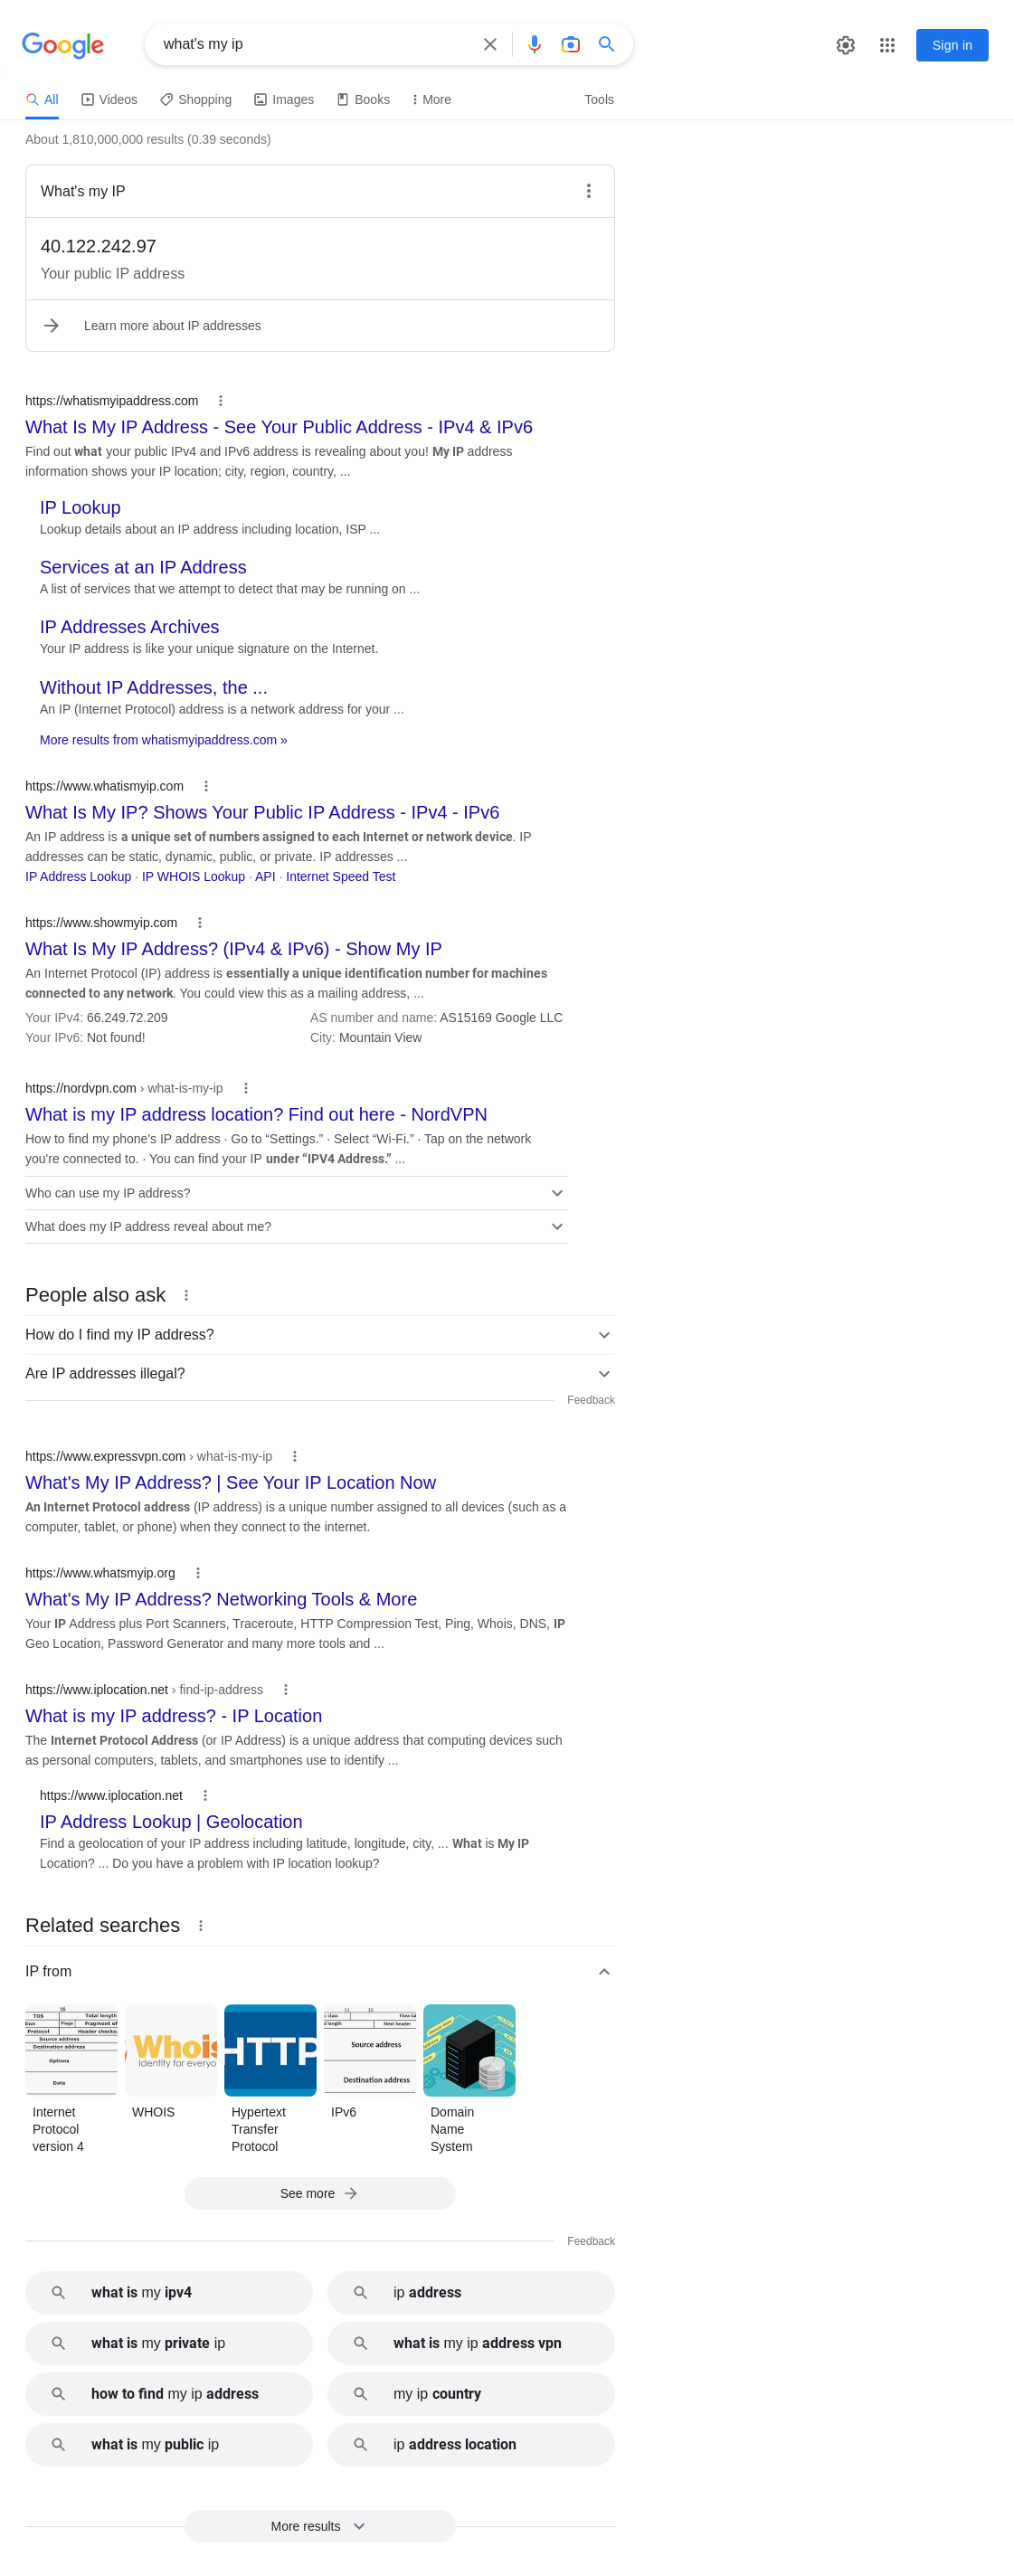 Google
what's my ip
Sign in
All
Videos
Shopping
Images
Books
More
Tools
About 1,810,000,000 results (0.39 seconds)
What's my IP
40.122.242.97
Your public IP address
Learn more about IP addresses
https://whatismyipaddress.com
What Is My IP Address - See Your Public Address - IPv4 & IPv6
Find out what your public IPv4 and IPv6 address is revealing about you! My IP address
information shows your IP location; city, region, country, ...
IP Lookup
Lookup details about an IP address including location, ISP ...
Services at an IP Address
A list of services that we attempt to detect that may be running on ...
IP Addresses Archives
Your IP address is like your unique signature on the Internet.
Without IP Addresses, the ...
An IP (Internet Protocol) address is a network address for your ...
More results from whatismyipaddress.com »
https://www.whatismyip.com
What Is My IP? Shows Your Public IP Address - IPv4 - IPv6
An IP address is a unique set of numbers assigned to each Internet or network device. IP
addresses can be static, dynamic, public, or private. IP addresses ...
IP Address Lookup · IP WHOIS Lookup · API · Internet Speed Test
https://www.showmyip.com
What Is My IP Address? (IPv4 & IPv6) - Show My IP
An Internet Protocol (IP) address is essentially a unique identification number for machines
connected to any network. You could view this as a mailing address, ...
Your IPv4: 66.249.72.209
AS number and name: AS15169 Google LLC
Your IPv6: Not found!
City: Mountain View
https://nordvpn.com › what-is-my-ip
What is my IP address location? Find out here - NordVPN
How to find my phone's IP address · Go to “Settings.” · Select “Wi-Fi.” · Tap on the network
you're connected to. · You can find your IP under “IPV4 Address.” ...
Who can use my IP address?
What does my IP address reveal about me?
People also ask
How do I find my IP address?
Are IP addresses illegal?
Feedback
https://www.expressvpn.com › what-is-my-ip
What's My IP Address? | See Your IP Location Now
An Internet Protocol address (IP address) is a unique number assigned to all devices (such as a
computer, tablet, or phone) when they connect to the internet.
https://www.whatsmyip.org
What's My IP Address? Networking Tools & More
Your IP Address plus Port Scanners, Traceroute, HTTP Compression Test, Ping, Whois, DNS, IP
Geo Location, Password Generator and many more tools and ...
https://www.iplocation.net › find-ip-address
What is my IP address? - IP Location
The Internet Protocol Address (or IP Address) is a unique address that computing devices such
as personal computers, tablets, and smartphones use to identify ...
https://www.iplocation.net
IP Address Lookup | Geolocation
Find a geolocation of your IP address including latitude, longitude, city, ... What is My IP
Location? ... Do you have a problem with IP location lookup?
Related searches
IP from
16
TOS
Total length
Flags
Fragment of
Protocol
Header checksu
Source address
Destination address
Options
Data
Whois
Identity for everyo
HTTP
Next header
Source address
Destination address
Internet
Protocol
version 4
WHOIS
Hypertext
Transfer
Protocol
IPv6
Domain
Name
System
See more
Feedback
what is my ipv4
ip address
what is my private ip
what is my ip address vpn
how to find my ip address
my ip country
what is my public ip
ip address location
More results